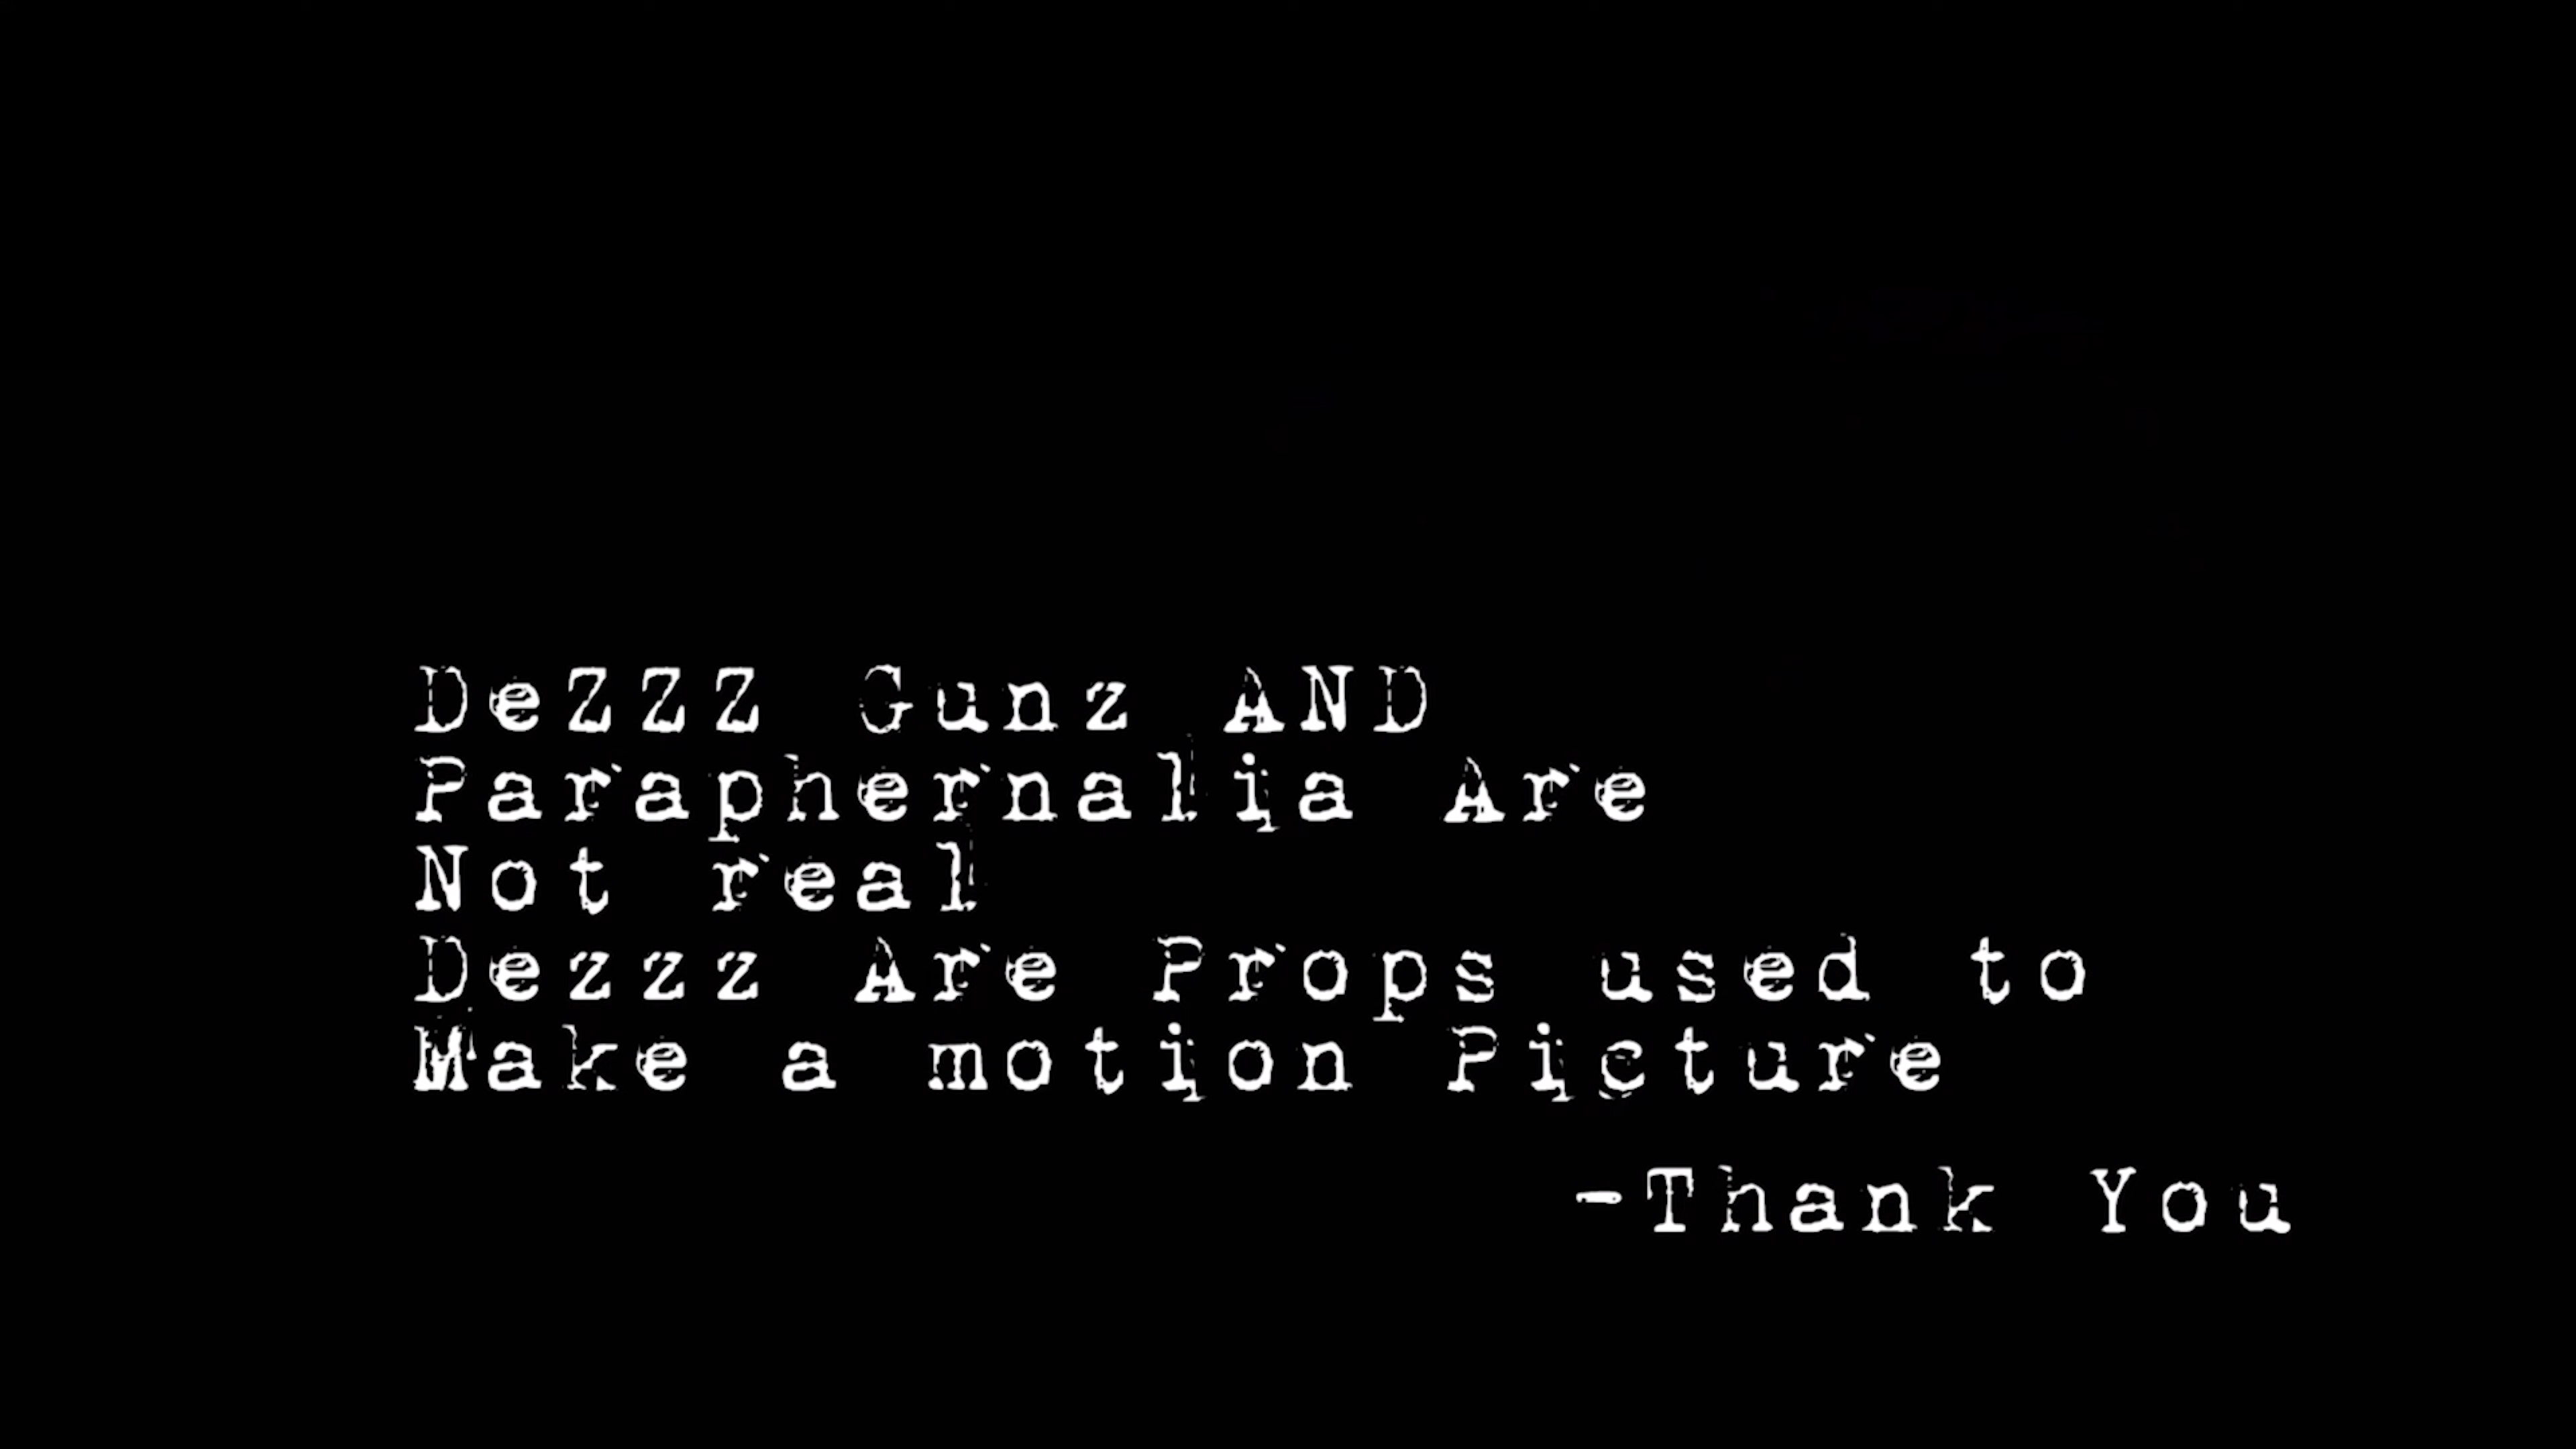 DeZZZ Gunz AND
Paraphernalia Are
Not real
Dezzz Are Props used to
Make a motion Picture
-Thank You